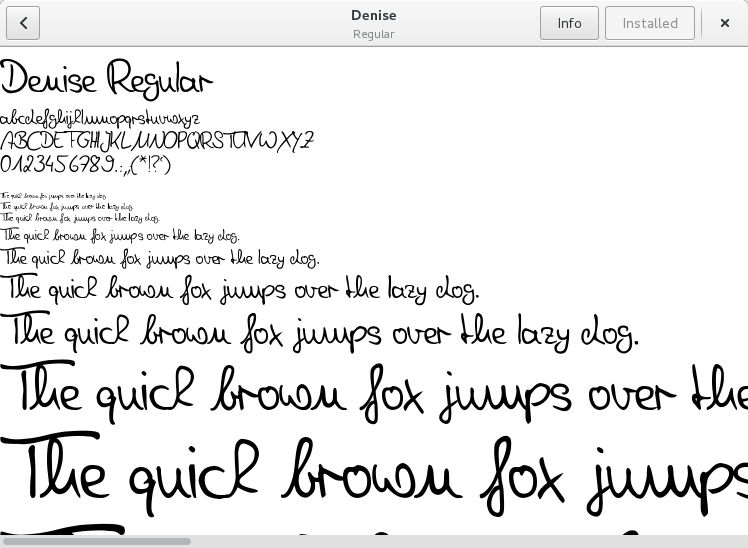 Denise
Regular
Info
Installed
Denise Regular
abcdefghijklmnopqrstuvwxyz
ABCDEFGHIJKLMNOPQRSTUVWXYZ
0123456789.:,;(*!?')
The quick brown fox jumps over the lazy dog.
The quick brown fox jumps over the lazy dog.
The quick brown fox jumps over the lazy dog.
The quick brown fox jumps over the lazy dog.
The quick brown fox jumps over the lazy dog.
The quick brown fox jumps over the lazy dog.
The quick brown fox jumps over the lazy dog.
The quick brown fox jumps over the
The quick brown fox jumps